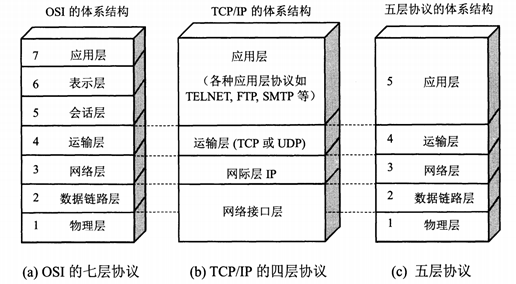 OSI 的体系结构
7 应用层
6 表示层
5 会话层
4 运输层
3 网络层
2 数据链路层
1 物理层
(a) OSI 的七层协议
TCP/IP 的体系结构
应用层
(各种应用层协议如
TELNET, FTP, SMTP 等)
运输层 (TCP 或 UDP)
网际层 IP
网络接口层
(b) TCP/IP 的四层协议
五层协议的体系结构
5 应用层
4 运输层
3 网络层
2 数据链路层
1 物理层
(c) 五层协议